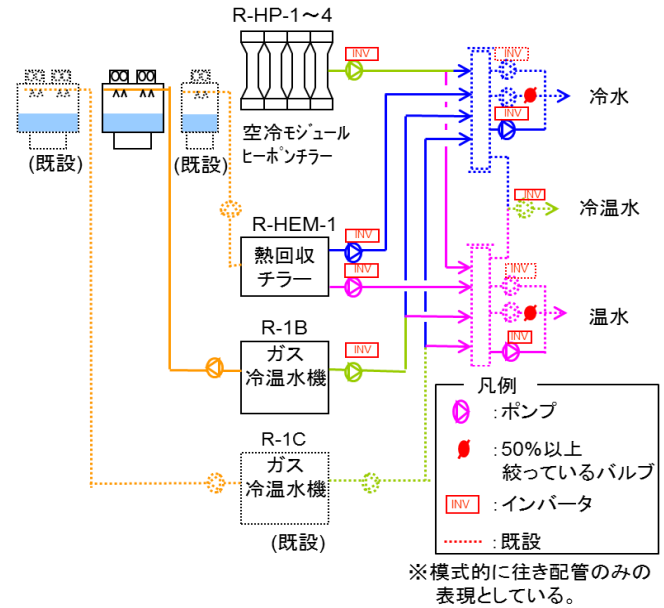 R-HP-1～4
INV
INV
INV
冷水
空冷モジュール
ヒーポンチラー
(既設)
(既設)
INV
冷温水
R-HEM-1
INV
熱回収
チラー
INV
INV
温水
R-1B
ガス
冷温水機
INV
INV
R-1C
ガス
冷温水機
(既設)
凡例
:ポンプ
:50%以上
絞っているバルブ
INV :インバータ
:既設
※模式的に往き配管のみの
表現としている。